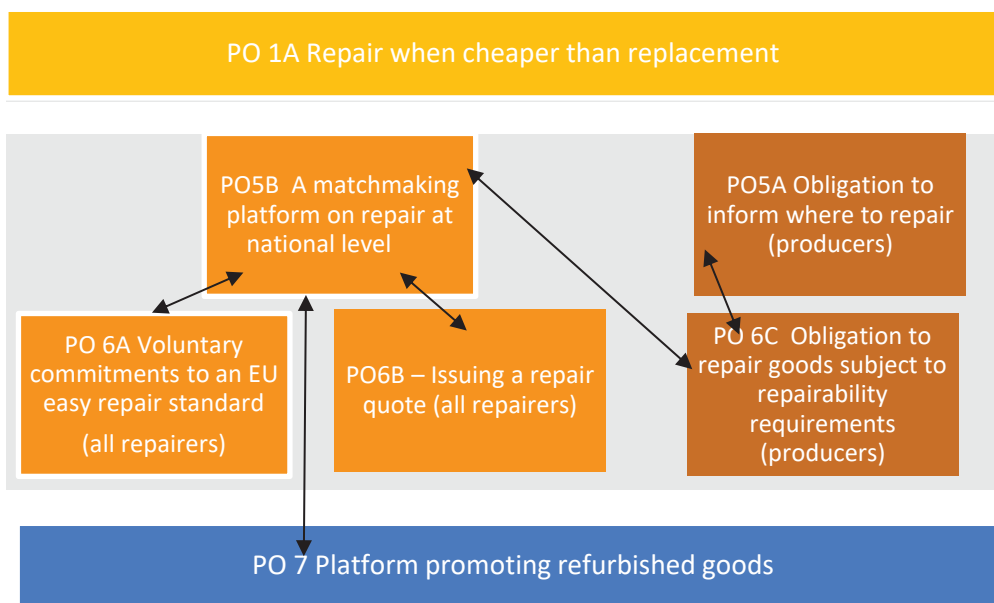 PO 1A Repair when cheaper than replacement
PO5B  A matchmaking
platform on repair at
national level
PO5A Obligation to
inform where to repair
(producers)
PO 6A Voluntary
commitments to an EU
easy repair standard
(all repairers)
PO6B – Issuing a repair
quote (all repairers)
PO 6C  Obligation to
repair goods subject to
repairability
requirements
(producers)
PO 7 Platform promoting refurbished goods